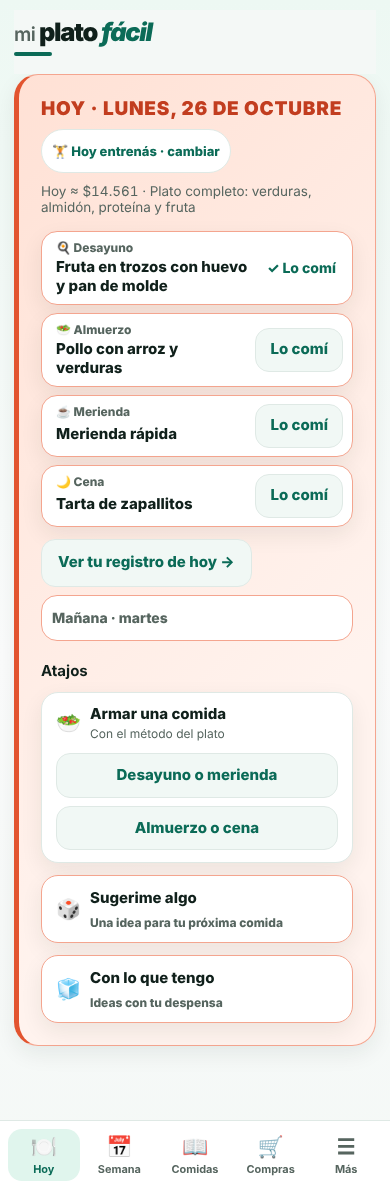 mi plato fácil
HOY · LUNES, 26 DE OCTUBRE
🏋️ Hoy entrenás · cambiar
Hoy ≈ $14.561 · Plato completo: verduras,
almidón, proteína y fruta
🍳 Desayuno
Fruta en trozos con huevo
y pan de molde
✓ Lo comí
🥗 Almuerzo
Pollo con arroz y
verduras
Lo comí
☕ Merienda
Merienda rápida
Lo comí
🌙 Cena
Tarta de zapallitos
Lo comí
Ver tu registro de hoy →
Mañana · martes
Atajos
Armar una comida
Con el método del plato
Desayuno o merienda
Almuerzo o cena
Sugerime algo
Una idea para tu próxima comida
Con lo que tengo
Ideas con tu despensa
Hoy
Semana
Comidas
Compras
Más